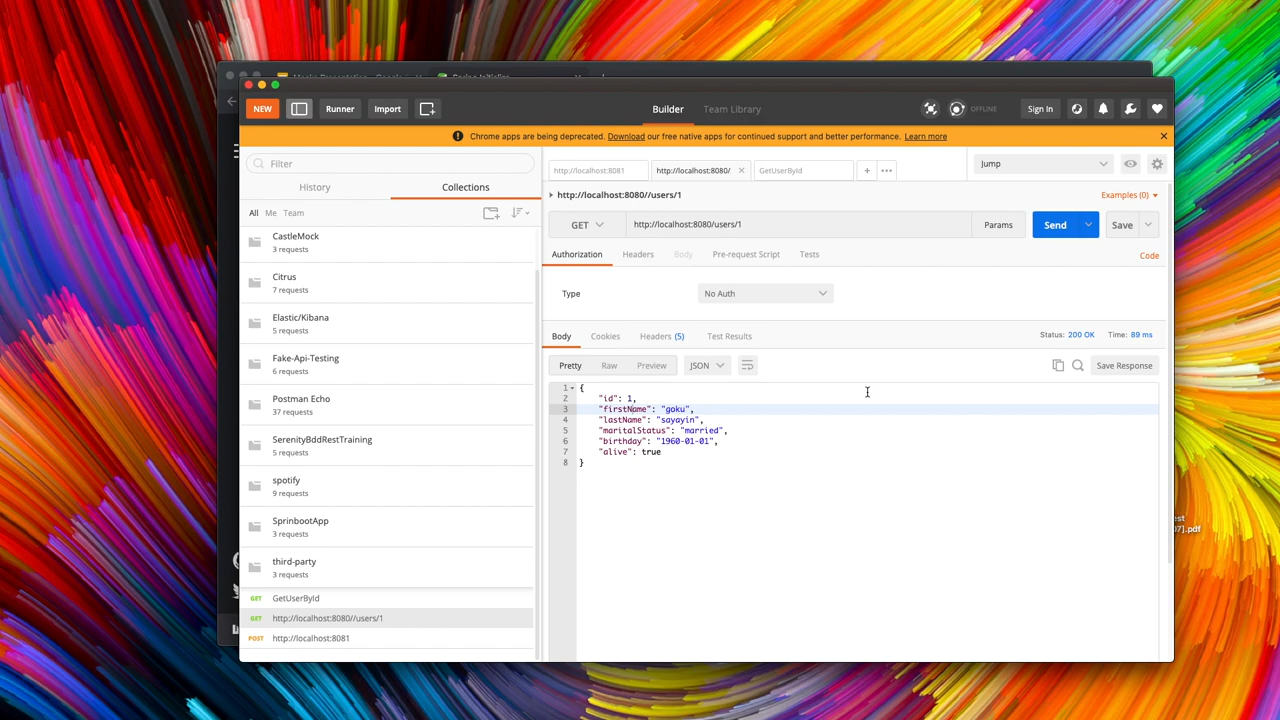 NEW
Runner
Import
Builder
Team Library
OFFLINE
Sign In
Chrome apps are being deprecated. Download our free native apps for continued support and better performance. Learn more
Filter
History
Collections
All Me Team
CastleMock
3 requests
Citrus
7 requests
Elastic/Kibana
5 requests
Fake-Api-Testing
6 requests
Postman Echo
37 requests
SerenityBddRestTraining
5 requests
spotify
9 requests
SprinbootApp
3 requests
third-party
3 requests
GET GetUserById
GET http://localhost:8080//users/1
POST http://localhost:8081
http://localhost:8081
http://localhost:8080/
GetUserById
Jump
http://localhost:8080//users/1
Examples (0)
GET
http://localhost:8080/users/1
Params
Send
Save
Authorization
Headers
Body
Pre-request Script
Tests
Code
Type
No Auth
Body
Cookies
Headers (5)
Test Results
Status: 200 OK
Time: 89 ms
Pretty
Raw
Preview
JSON
Save Response
1 {
2 "id": 1,
3 "firstName": "goku",
4 "lastName": "sayayin",
5 "maritalStatus": "married",
6 "birthday": "1960-01-01",
7 "alive": true
8 }